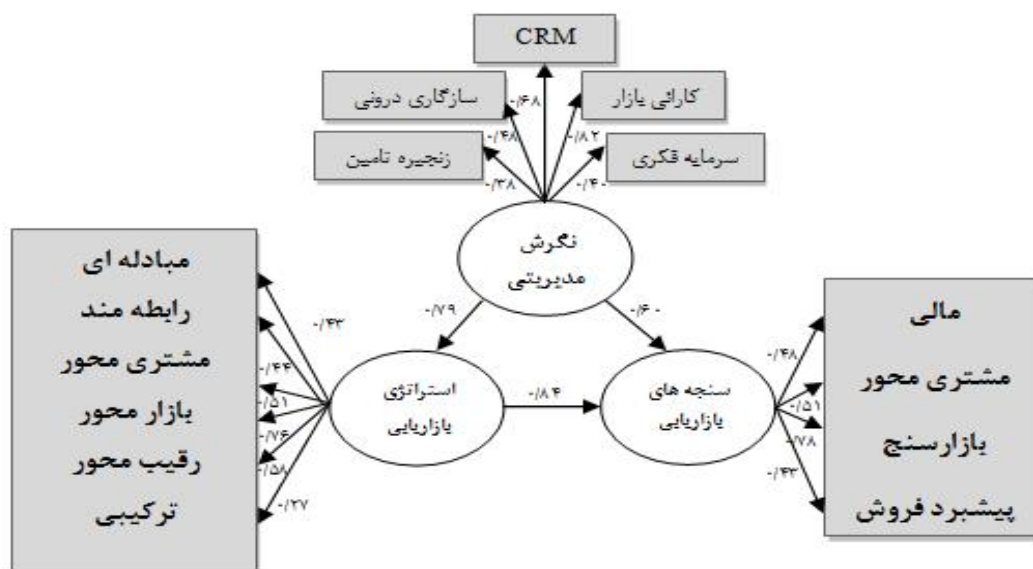 CRM
سازگاری درونی
کارائی بازار
زنجیره تامین
سرمایه فکری
۰/۶۸
۰/۴۸
۰/۸۲
۰/۳۸
۰/۴۰
نگرش
مدیریتی
۰/۷۹
۰/۶۰
مبادله ای
رابطه مند
مشتری محور
بازار محور
رقیب محور
ترکیبی
۰/۴۳
۰/۴۴
۰/۵۱
۰/۷۶
۰/۵۸
۰/۲۷
استراتژی
بازاریابی
۰/۸۴
سنجه های
بازاریابی
مالی
مشتری محور
بازارسنج
پیشبرد فروش
۰/۴۸
۰/۵۱
۰/۷۸
۰/۴۳